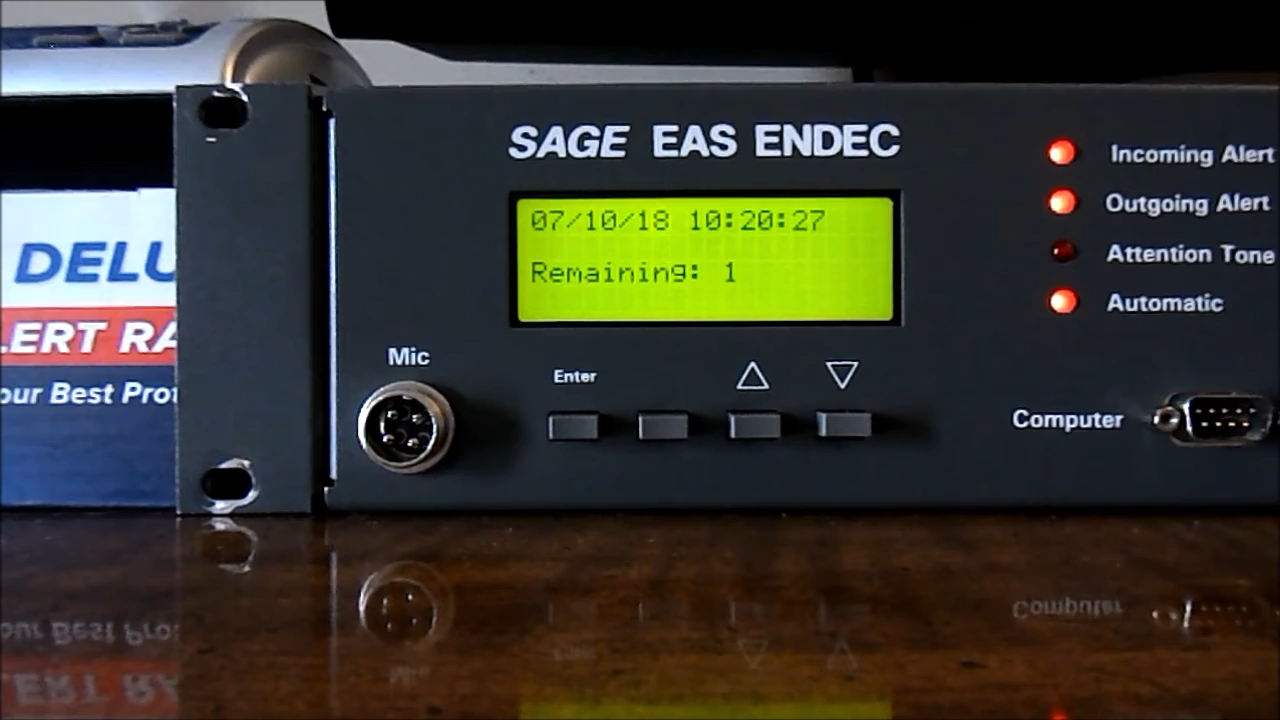 SAGE EAS ENDEC
07/10/18 10:20:27
Remaining: 1
Incoming Alert
Outgoing Alert
Attention Tone
Automatic
Mic
Enter
Computer
DELU
LERT RA
our Best Pro